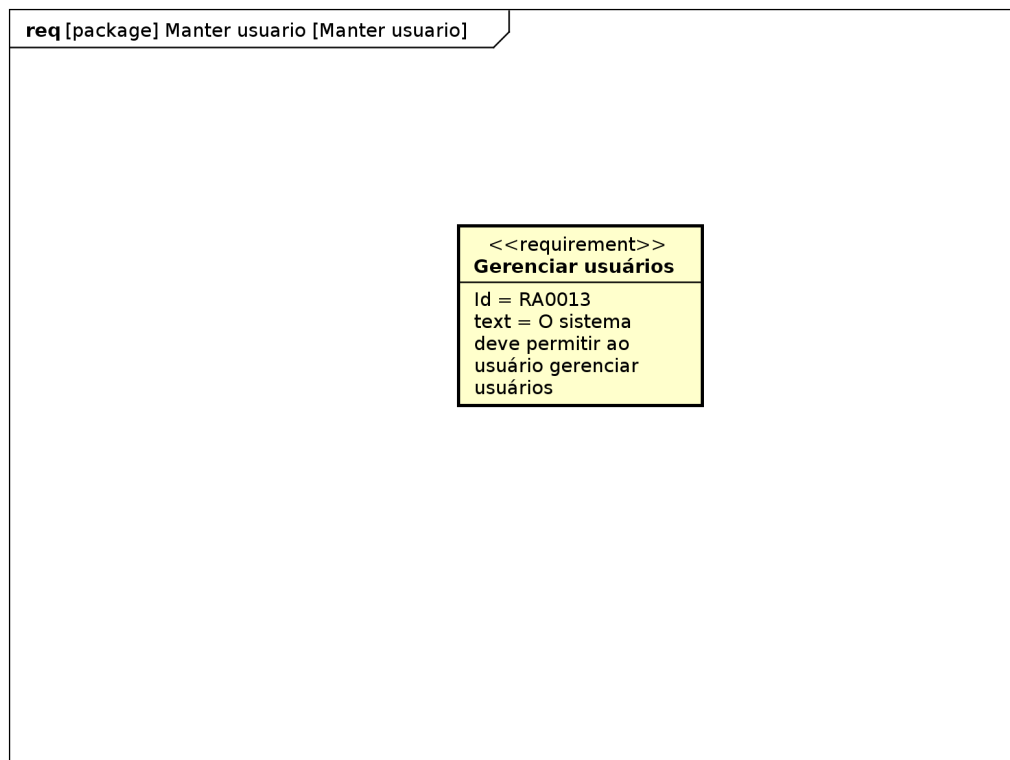 req [package] Manter usuario [Manter usuario]
<<requirement>>
Gerenciar usuários
Id = RA0013
text = O sistema
deve permitir ao
usuário gerenciar
usuários